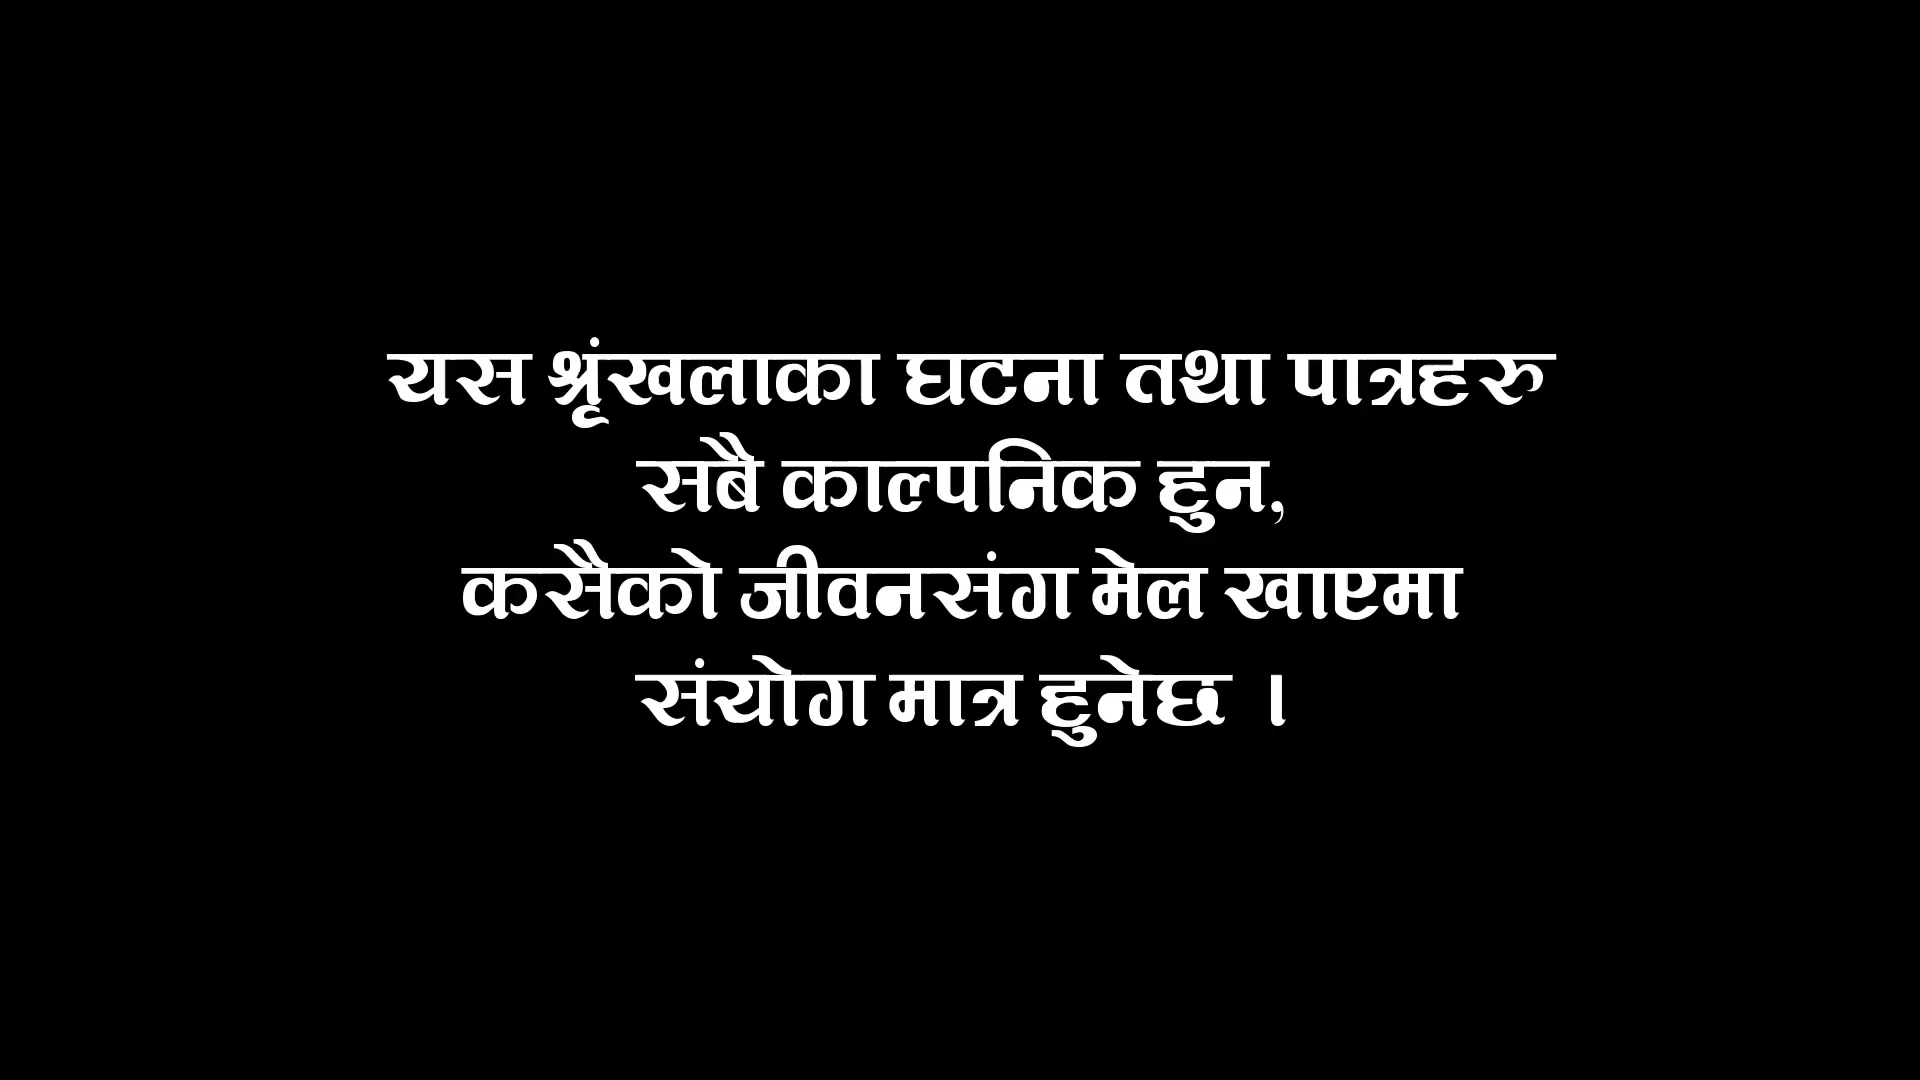 यस श्रृंखलाका घटना तथा पात्रहरु
सबै काल्पनिक हुन,
कसैको जीवनसंग मेल खाएमा
संयोग मात्र हुनेछ ।